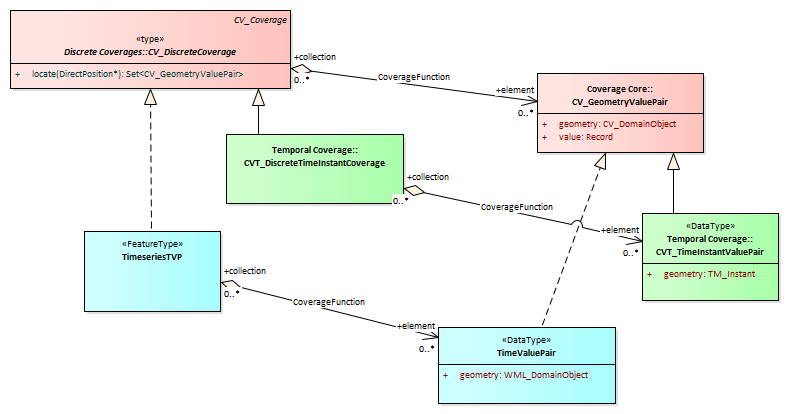 CV_Coverage
«type»
Discrete Coverages::CV_DiscreteCoverage
+ locate(DirectPosition*): Set<CV_GeometryValuePair>
+collection
0..*
CoverageFunction
+element
0..*
Coverage Core::
CV_GeometryValuePair
+ geometry: CV_DomainObject
+ value: Record
Temporal Coverage::
CVT_DiscreteTimeInstantCoverage
+collection
0..*
CoverageFunction
+element
0..*
«DataType»
Temporal Coverage::
CVT_TimeInstantValuePair
+ geometry: TM_Instant
«FeatureType»
TimeseriesTVP
+collection
0..*
CoverageFunction
+element
0..*
«DataType»
TimeValuePair
+ geometry: WML_DomainObject